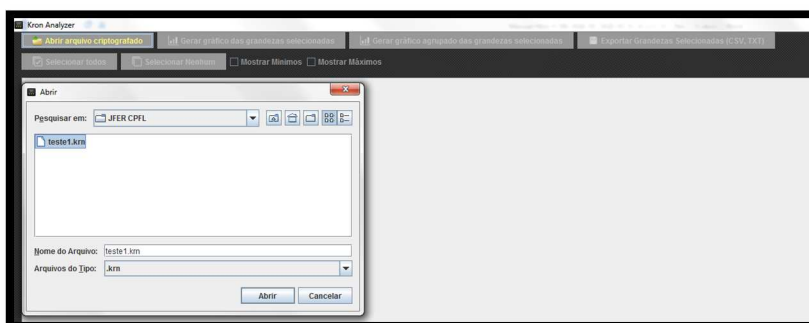 Kron Analyzer
Abrir arquivo criptografado Gerar gráfico das grandezas selecionadas Gerar gráfico agrupado das grandezas selecionadas Exportar Grandezas Selecionadas (CSV, TXT)
Selecionar todos Selecionar Nenhum Mostrar Mínimos Mostrar Máximos
Abrir
Pesquisar em: JFER CPFL
teste1.krn
Nome do Arquivo: teste1.krn
Arquivos do Tipo: .krn
Abrir Cancelar